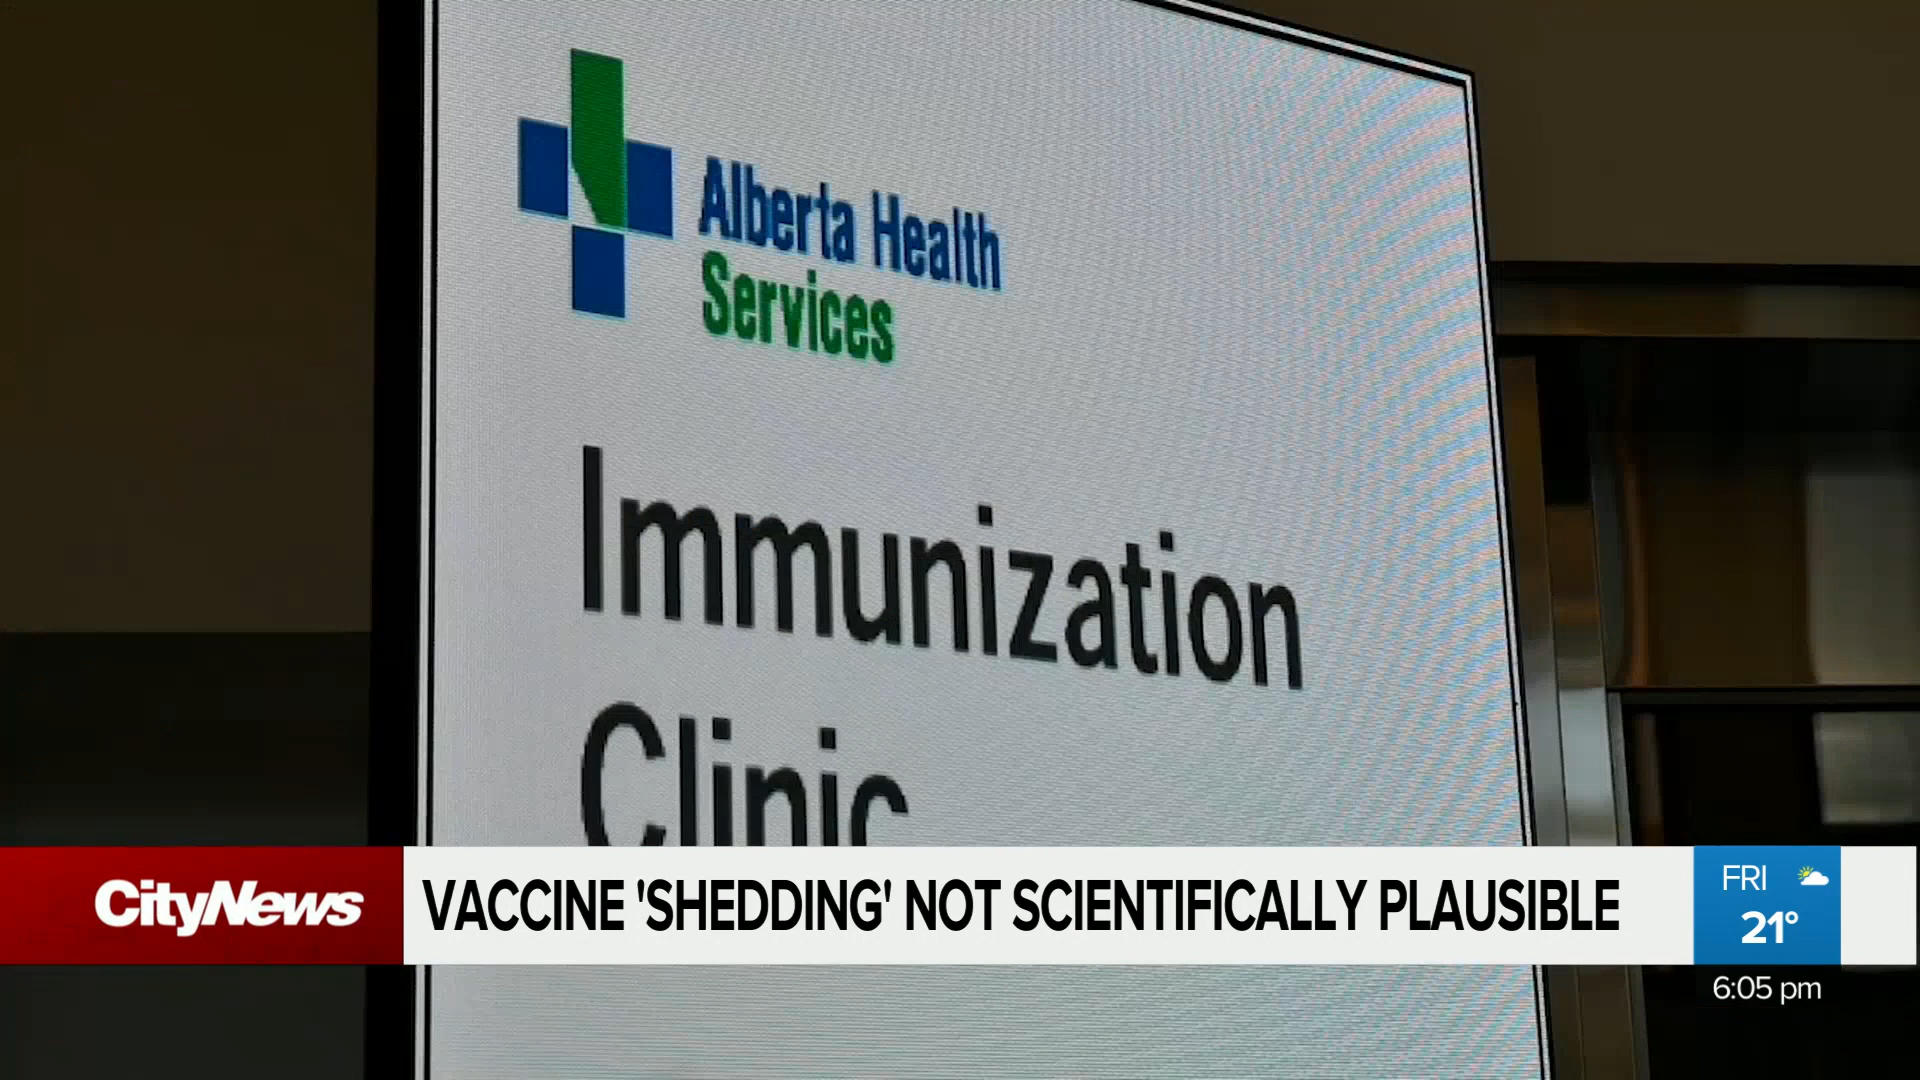 Alberta Health
Services
Immunization
Clinic
CityNews
VACCINE 'SHEDDING' NOT SCIENTIFICALLY PLAUSIBLE
FRI
21°
6:05 pm